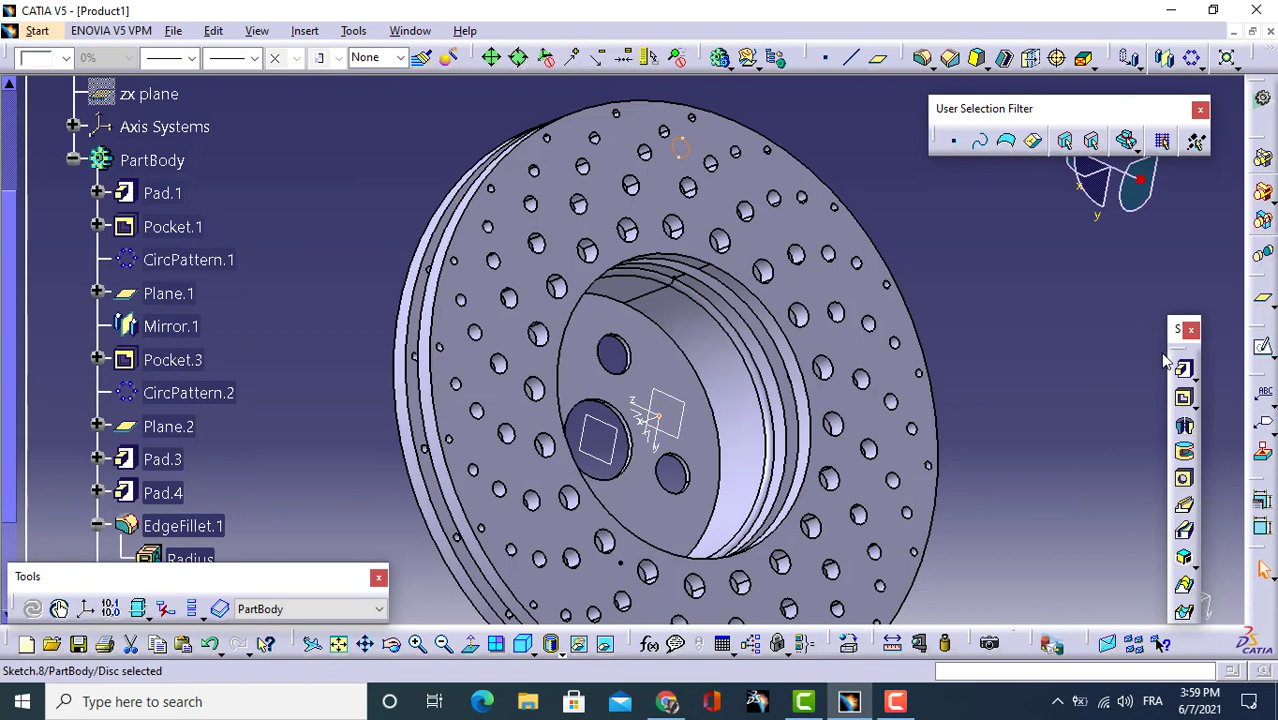 CATIA V5 - [Product1]
Start ENOVIA V5 VPM File Edit View Insert Tools Window Help
0% None
zx plane
Axis Systems
PartBody
Pad.1
Pocket.1
CircPattern.1
Plane.1
Mirror.1
Pocket.3
CircPattern.2
Plane.2
Pad.3
Pad.4
EdgeFillet.1
Radius
User Selection Filter
x
y
S
z
x
y
Tools
PartBody
Sketch.8/PartBody/Disc selected
CATIA
Type here to search
FRA
3:59 PM
6/7/2021